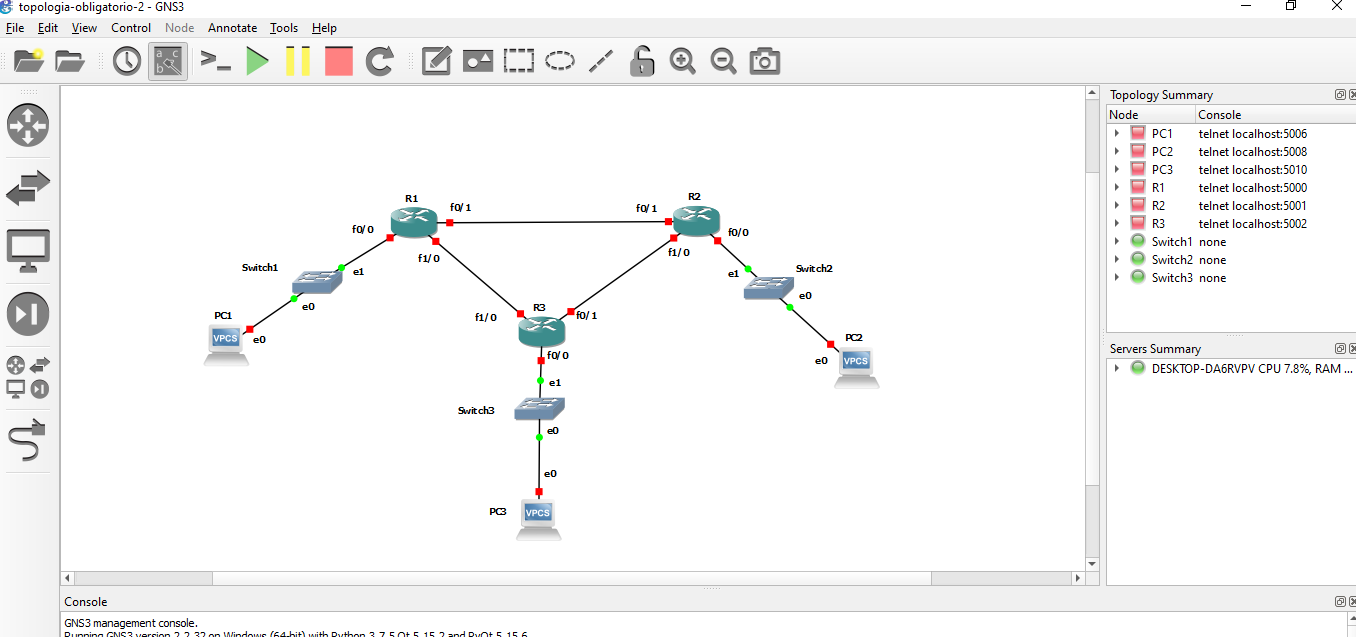 topologia-obligatorio-2 - GNS3
File Edit View Control Node Annotate Tools Help
Topology Summary
Node Console
PC1 telnet localhost:5006
PC2 telnet localhost:5008
PC3 telnet localhost:5010
R1 telnet localhost:5000
R2 telnet localhost:5001
R3 telnet localhost:5002
Switch1 none
Switch2 none
Switch3 none
Servers Summary
DESKTOP-DA6RVPV CPU 7.8%, RAM ...
R1
f0/1
f0/0
f1/0
R2
f0/1
f0/0
f1/0
Switch1
e1
e0
PC1
VPCS
e0
Switch2
e1
e0
PC2
VPCS
e0
R3
f1/0
f0/1
f0/0
e1
Switch3
e0
e0
PC3
VPCS
Console
GNS3 management console.
Running GNS3 version 2.2.32 on Windows (64-bit) with Python 3.7.5 Qt 5.15.2 and PyQt 5.15.6.